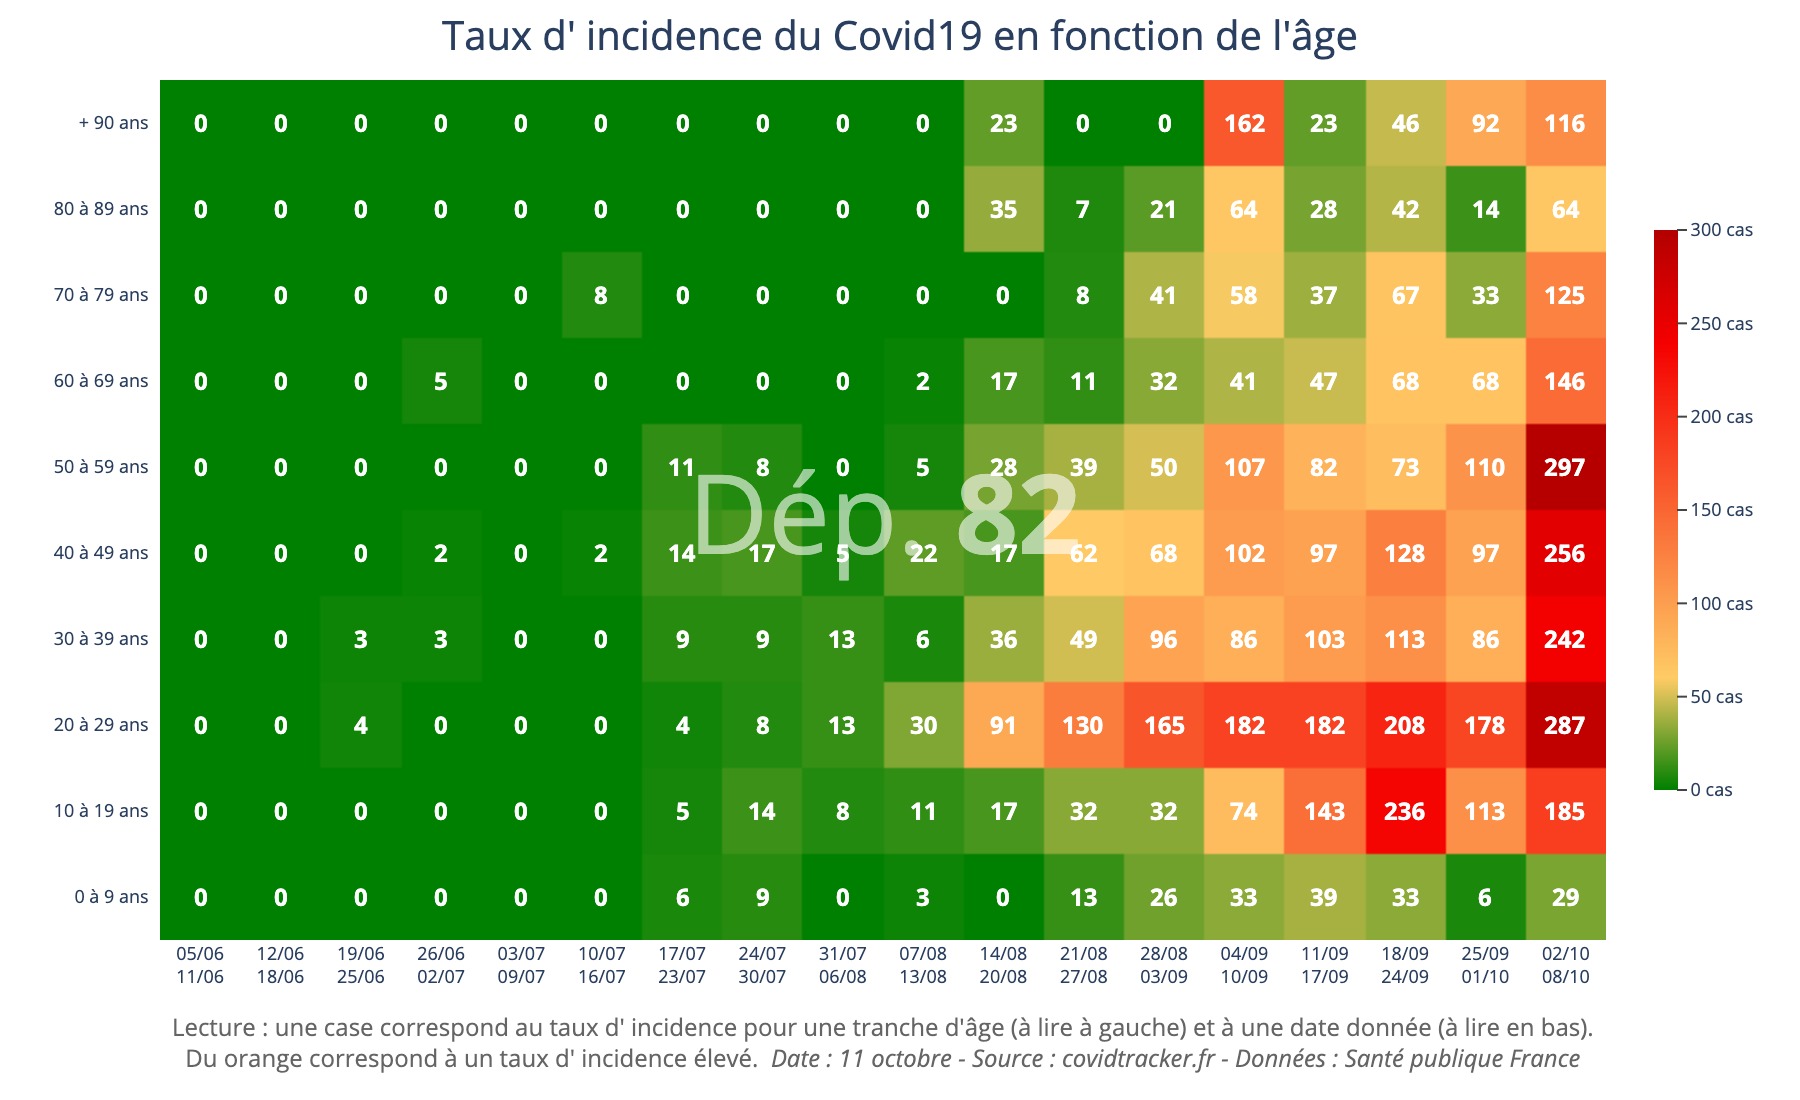 Taux d' incidence du Covid19 en fonction de l'âge
+ 90 ans 0 0 0 0 0 0 0 0 0 0 23 0 0 162 23 46 92 116
80 à 89 ans 0 0 0 0 0 0 0 0 0 0 35 7 21 64 28 42 14 64
300 cas
70 à 79 ans 0 0 0 0 0 8 0 0 0 0 0 8 41 58 37 67 33 125
250 cas
60 à 69 ans 0 0 0 5 0 0 0 0 0 2 17 11 32 41 47 68 68 146
200 cas
50 à 59 ans 0 0 0 0 0 0 11 8 0 5 28 39 50 107 82 73 110 297
Dép. 82
150 cas
40 à 49 ans 0 0 0 2 0 2 14 17 5 22 17 62 68 102 97 128 97 256
100 cas
30 à 39 ans 0 0 3 3 0 0 9 9 13 6 36 49 96 86 103 113 86 242
50 cas
20 à 29 ans 0 0 4 0 0 0 4 8 13 30 91 130 165 182 182 208 178 287
0 cas
10 à 19 ans 0 0 0 0 0 0 5 14 8 11 17 32 32 74 143 236 113 185
0 à 9 ans 0 0 0 0 0 0 6 9 0 3 0 13 26 33 39 33 6 29
05/06 12/06 19/06 26/06 03/07 10/07 17/07 24/07 31/07 07/08 14/08 21/08 28/08 04/09 11/09 18/09 25/09 02/10
11/06 18/06 25/06 02/07 09/07 16/07 23/07 30/07 06/08 13/08 20/08 27/08 03/09 10/09 17/09 24/09 01/10 08/10
Lecture : une case correspond au taux d' incidence pour une tranche d'âge (à lire à gauche) et à une date donnée (à lire en bas).
Du orange correspond à un taux d' incidence élevé. Date : 11 octobre - Source : covidtracker.fr - Données : Santé publique France